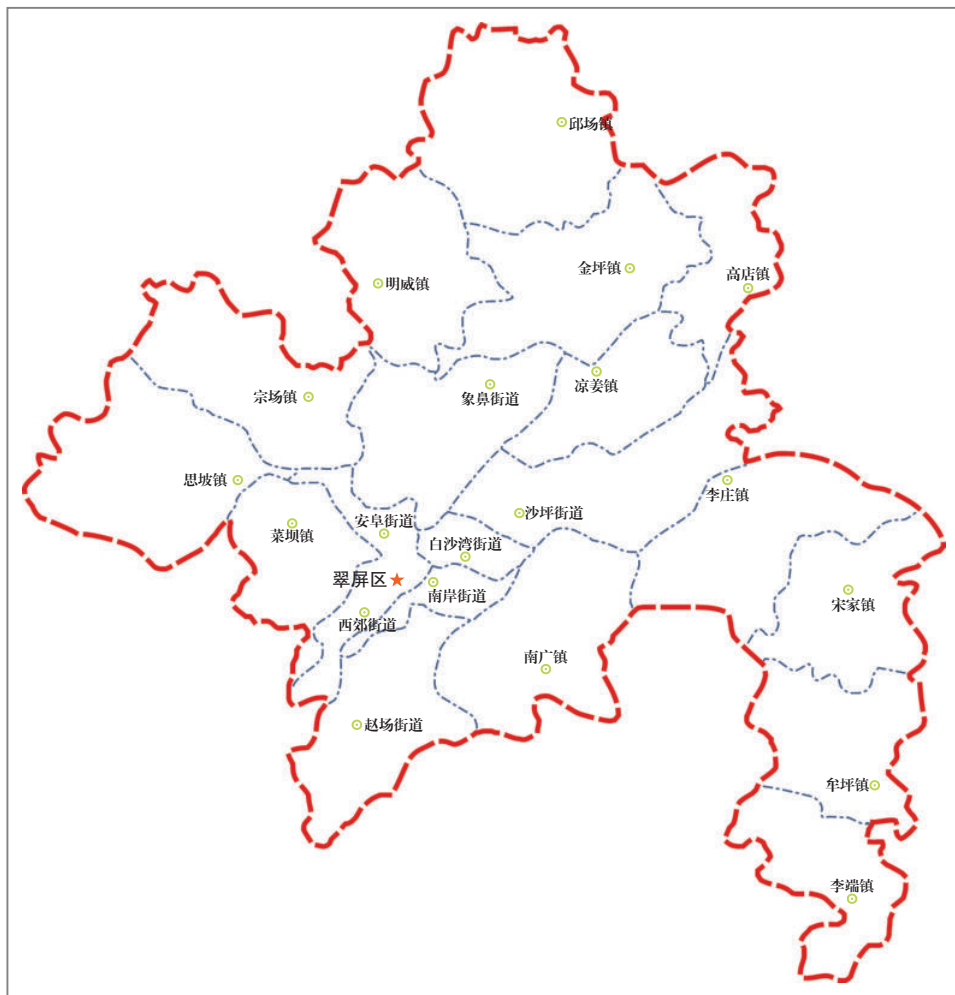 邱场镇
金坪镇
高店镇
明威镇
凉姜镇
宗场镇
象鼻街道
思坡镇
李庄镇
沙坪街道
安阜街道
菜坝镇
白沙湾街道
翠屏区
南岸街道
宋家镇
西郊街道
南广镇
赵场街道
牟坪镇
李端镇